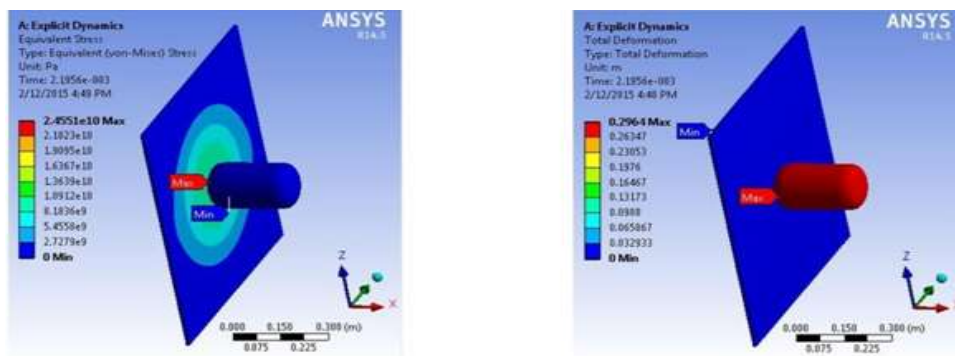 ANSYS
R14.5
A: Explicit Dynamics
Equivalent Stress
Type: Equivalent (von-Mises) Stress
Unit: Pa
Time: 2.1956e-003
2/12/2015 4:49 PM
2.4551e10 Max
2.1823e10
1.9095e10
1.6367e10
1.3639e10
1.0912e10
8.1836e9
5.4558e9
2.7279e9
0 Min
Max
Min
Z
X
0.000 0.150 0.300 (m)
0.075 0.225
ANSYS
R14.5
A: Explicit Dynamics
Total Deformation
Type: Total Deformation
Unit: m
Time: 2.1956e-003
2/12/2015 4:48 PM
0.2964 Max
0.26347
0.23053
0.1976
0.16467
0.13173
0.0988
0.065867
0.032933
0 Min
Min
Max
Z
X
0.000 0.150 0.300 (m)
0.075 0.225